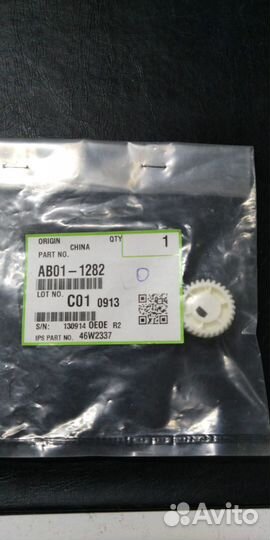 ORIGIN QTY
CHINA 1
PART NO.
AB01-1282
LOT NO.
C01 0913
S/N: 130914 OEDE R2
IPS PART NO. 46W2337
Avito